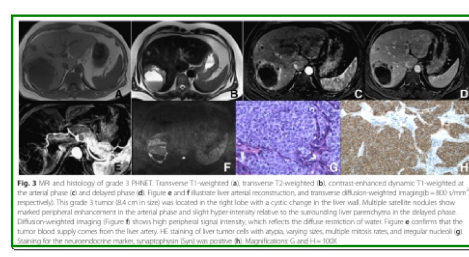 A B C D
E F G H
Fig. 3 MRI and histology of grade 3 PHNET. Transverse T1-weighted (a), transverse T2-weighted (b), contrast-enhanced dynamic T1-weighted at
the arterial phase (c) and delayed phase (d). Figure e and f illustrate liver arterial reconstruction, and transverse diffusion-weighted imaging(b = 800 s/mm²
respectively). This grade 3 tumor (8.4 cm in size) was located in the right lobe with a cystic change in the liver wall. Multiple satellite nodules show
marked peripheral enhancement in the arterial phase and slight hyper-intensity relative to the surrounding liver parenchyma in the delayed phase.
Diffusion-weighted imaging (Figure f) shows high peripheral signal intensity, which reflects the diffuse restriction of water. Figure e confirms that the
tumor blood supply comes from the liver artery. HE staining of liver tumor cells with atypia, varying sizes, multiple mitosis rates, and irregular nucleoli (g).
Staining for the neuroendocrine marker, synaptophysin (Syn) was positive (h). Magnifications: G and H = 100X